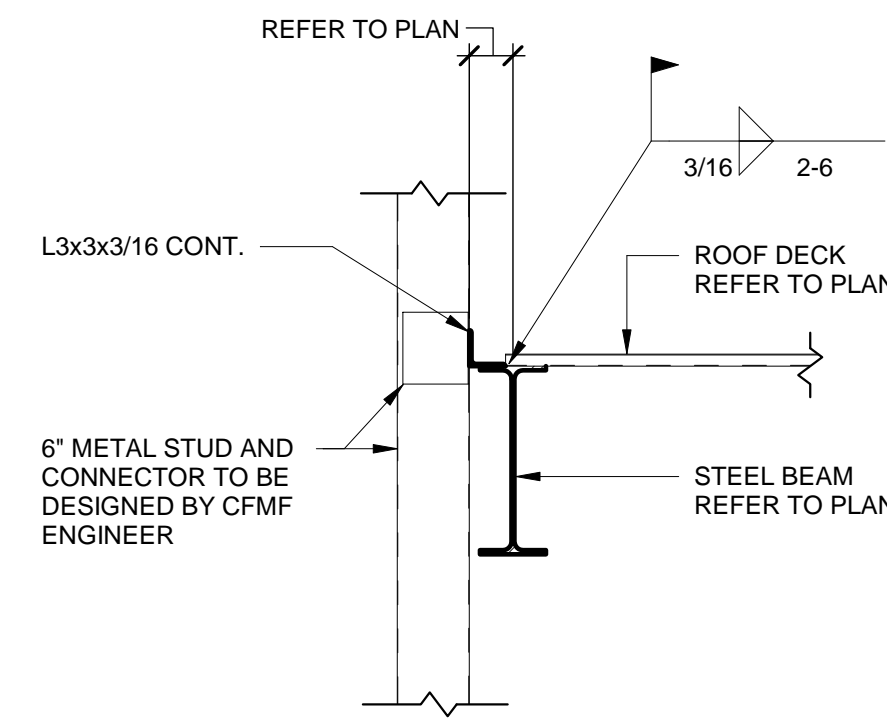 REFER TO PLAN
3/16
2-6
L3x3x3/16 CONT.
ROOF DECK
REFER TO PLAN
6" METAL STUD AND
CONNECTOR TO BE
DESIGNED BY CFMF
ENGINEER
STEEL BEAM
REFER TO PLAN